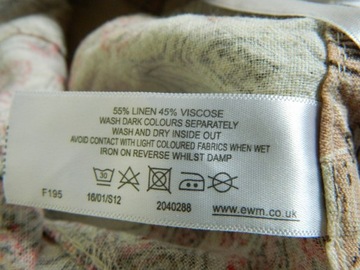 55% LINEN 45% VISCOSE
WASH DARK COLOURS SEPARATELY
WASH AND DRY INSIDE OUT
AVOID CONTACT WITH LIGHT COLOURED FABRICS WHEN WET
IRON ON REVERSE WHILST DAMP
30
F195 16/01/S12 2040288 www.ewm.co.uk